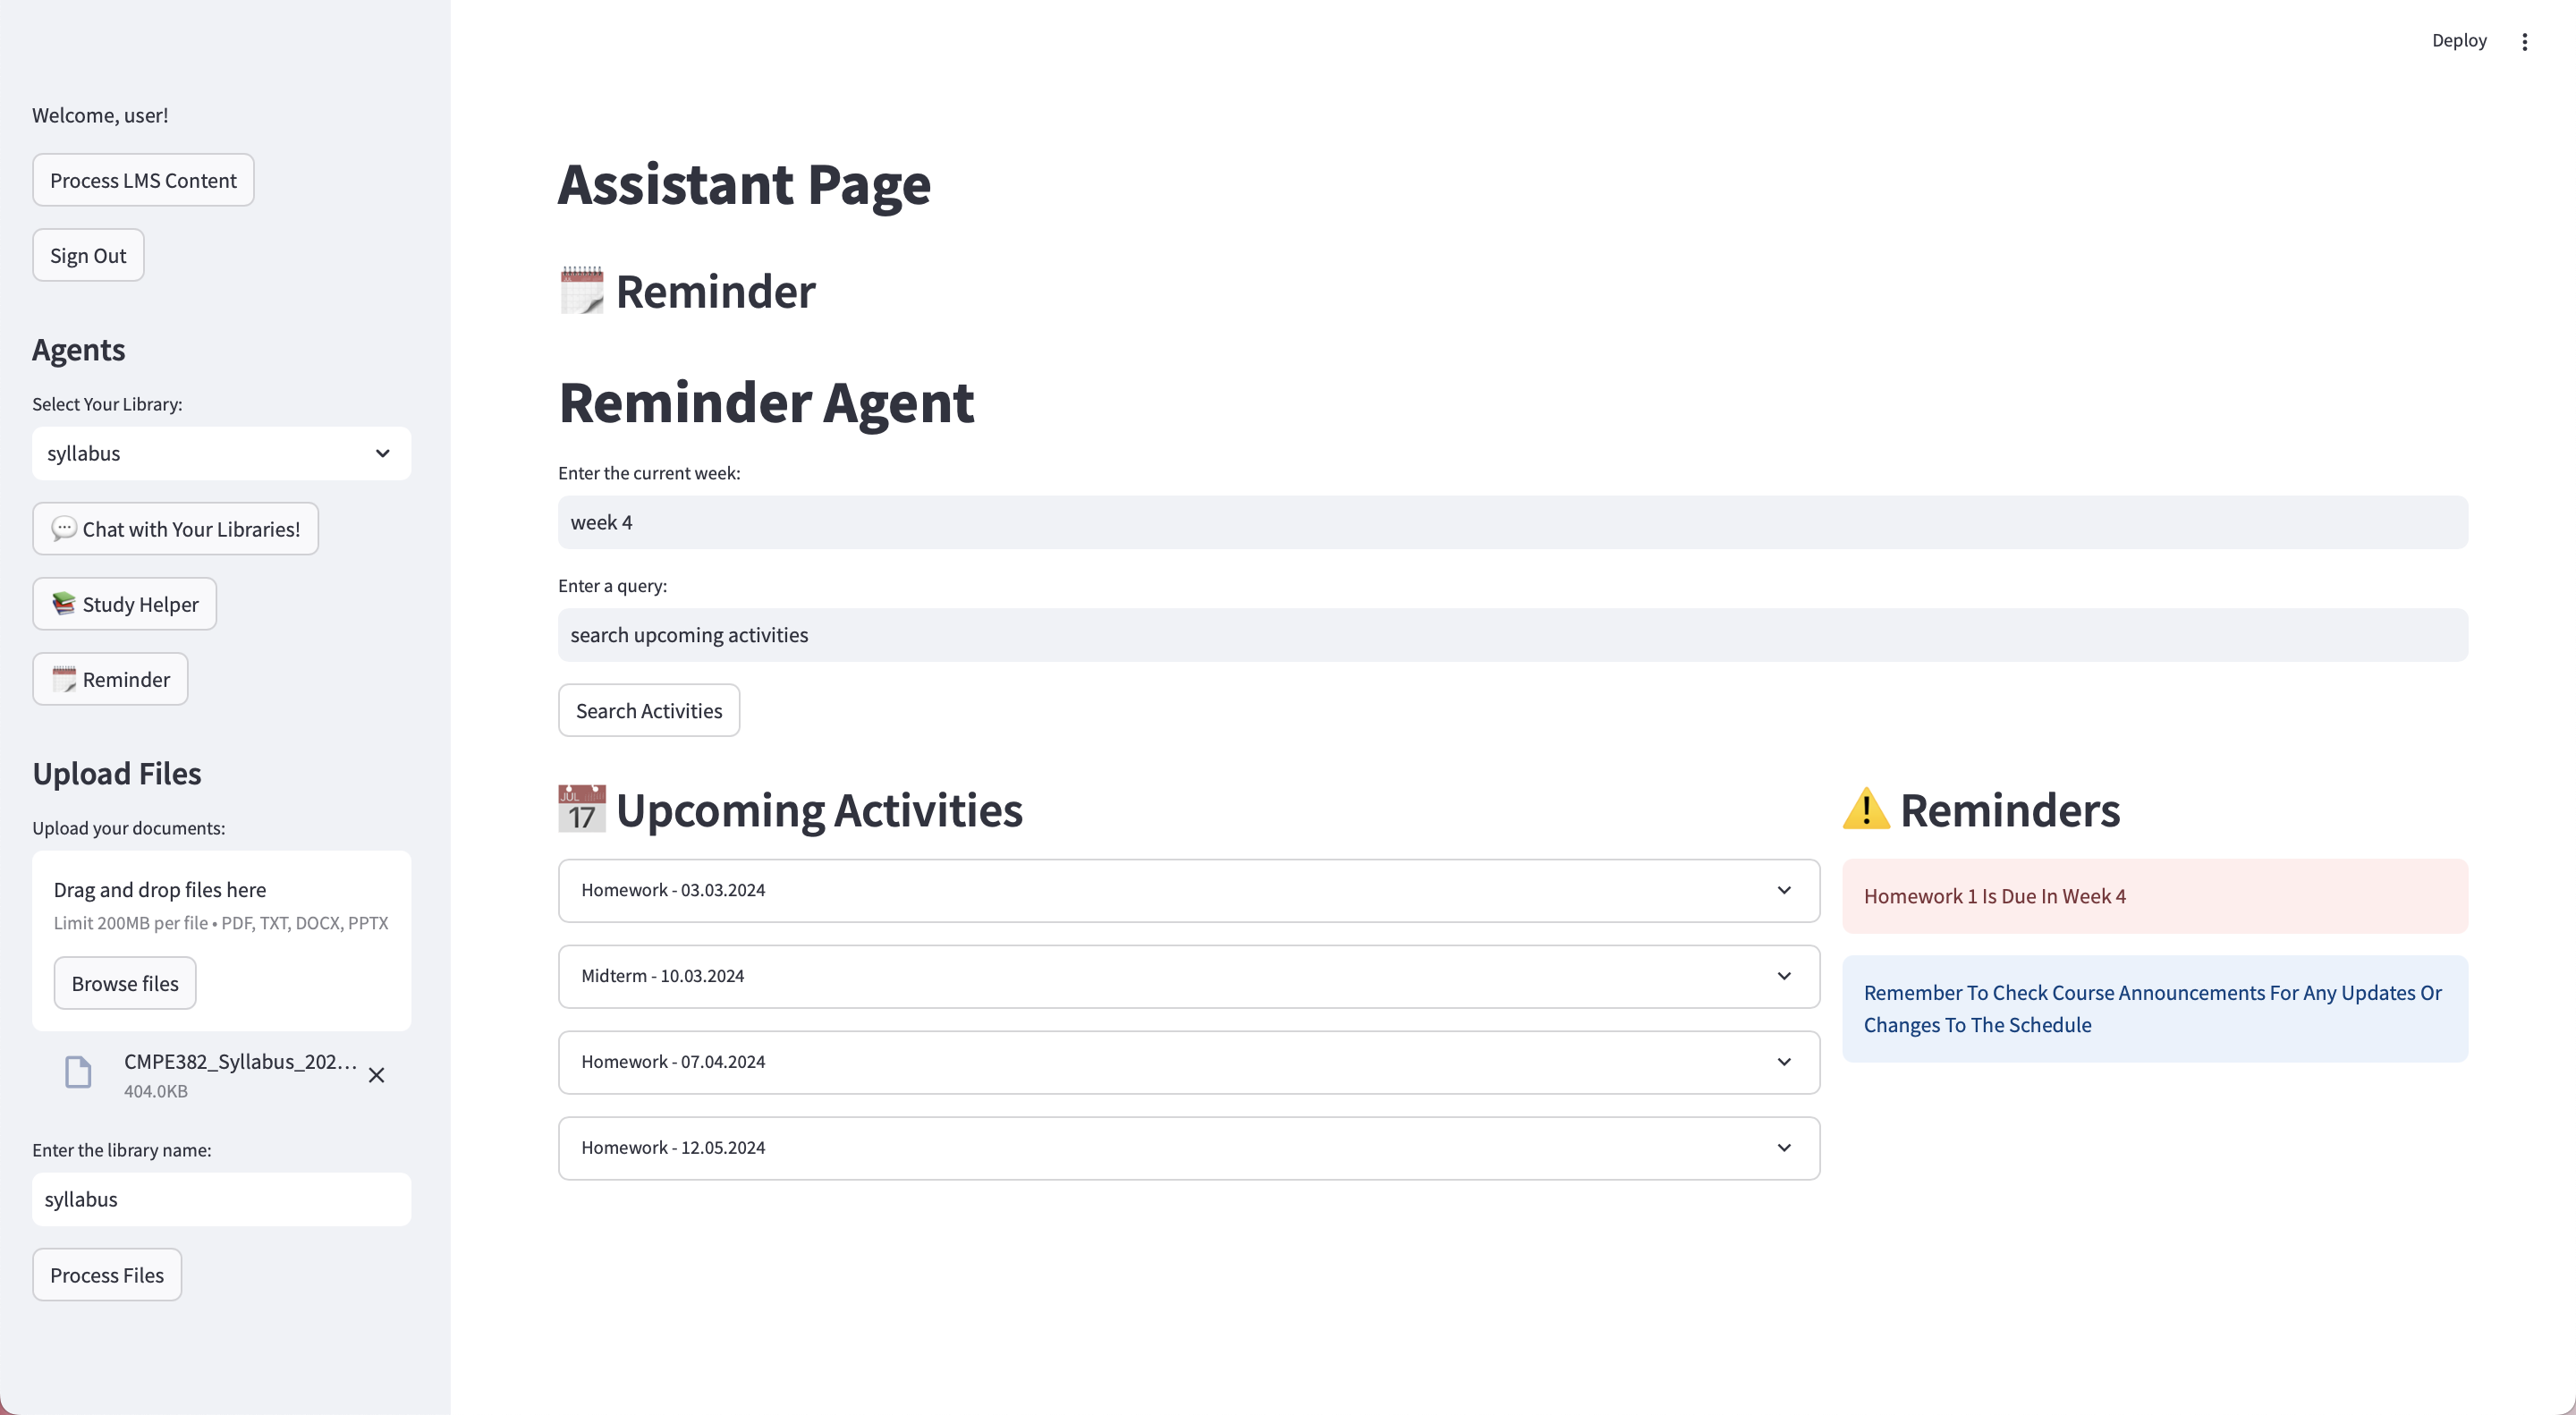 Deploy
Welcome, user!
Process LMS Content
Sign Out
Agents
Select Your Library:
syllabus
Chat with Your Libraries!
Study Helper
Reminder
Upload Files
Upload your documents:
Drag and drop files here
Limit 200MB per file • PDF, TXT, DOCX, PPTX
Browse files
CMPE382_Syllabus_202...
404.0KB
Enter the library name:
syllabus
Process Files
Assistant Page
Reminder
Reminder Agent
Enter the current week:
week 4
Enter a query:
search upcoming activities
Search Activities
JUL
17
Upcoming Activities
Homework - 03.03.2024
Midterm - 10.03.2024
Homework - 07.04.2024
Homework - 12.05.2024
Reminders
Homework 1 Is Due In Week 4
Remember To Check Course Announcements For Any Updates Or
Changes To The Schedule